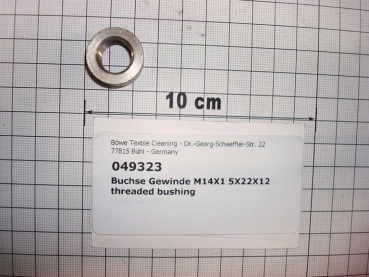 10 cm
Böwe Textile Cleaning - Dr.-Georg-Schaeffler-Str. 22
77815 Bühl - Germany
049323
Buchse Gewinde M14X1 5X22X12
threaded bushing